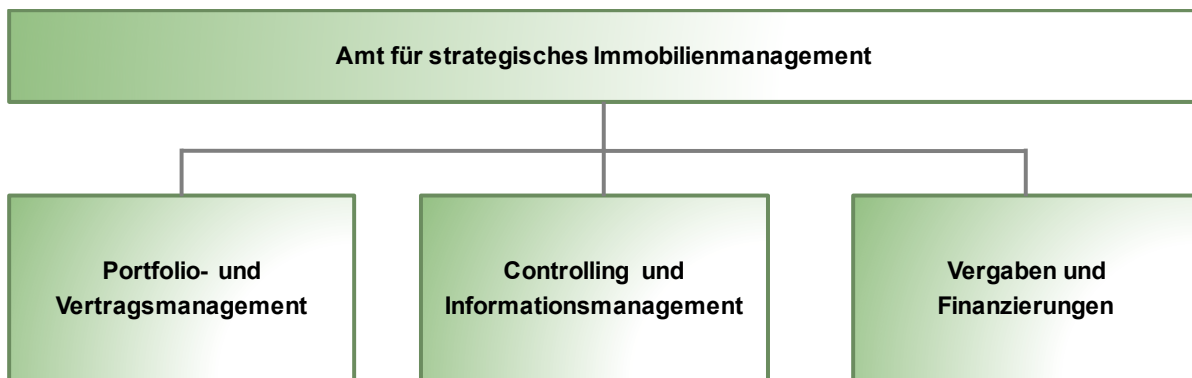 Amt für strategisches Immobilienmanagement
Portfolio- und
Vertragsmanagement
Controlling und
Informationsmanagement
Vergaben und
Finanzierungen